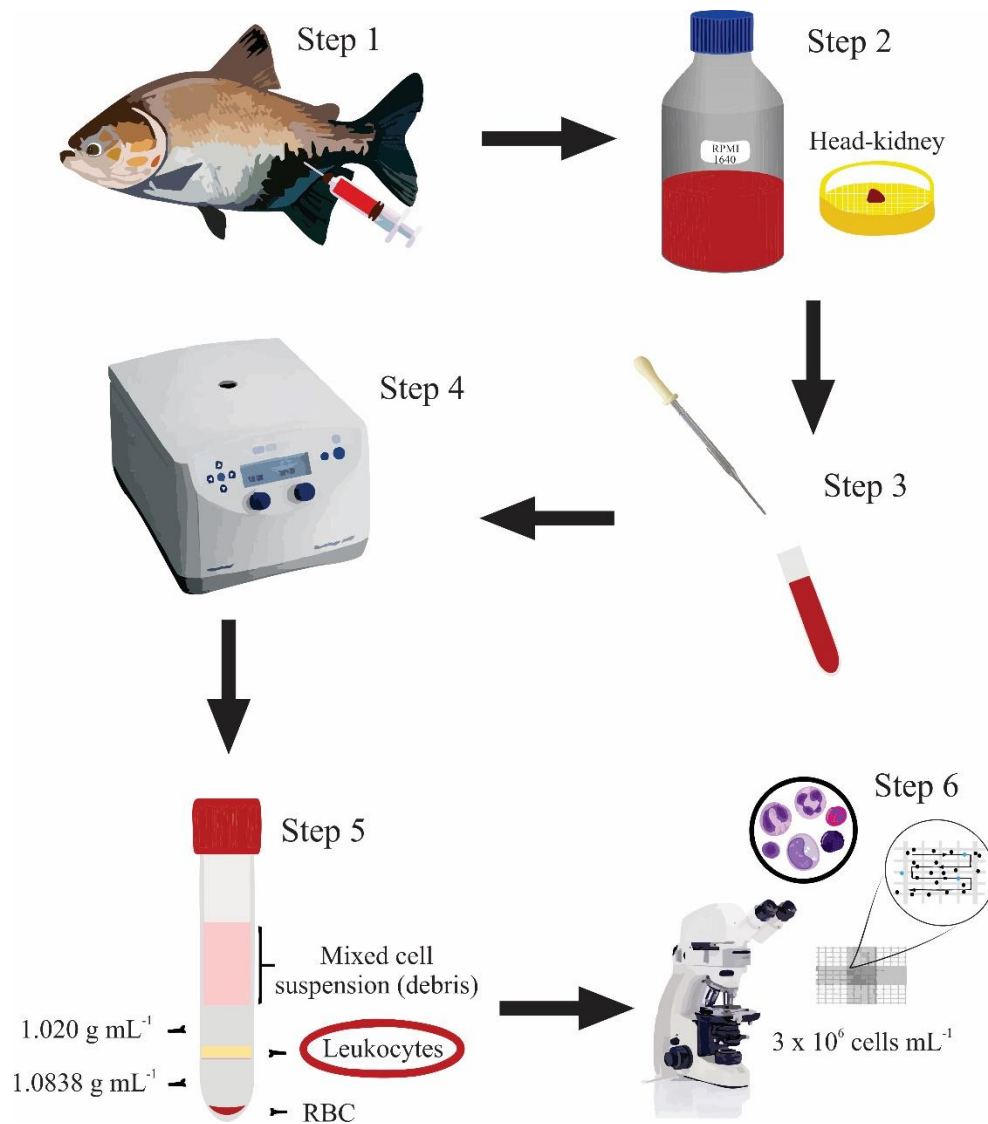 Step 1
Step 2
RPMI
1640
Head-kidney
Step 3
Step 4
Step 5
Mixed cell
suspension (debris)
1.020 g mL⁻¹
Leukocytes
1.0838 g mL⁻¹
RBC
Step 6
3 x 10⁶ cells mL⁻¹